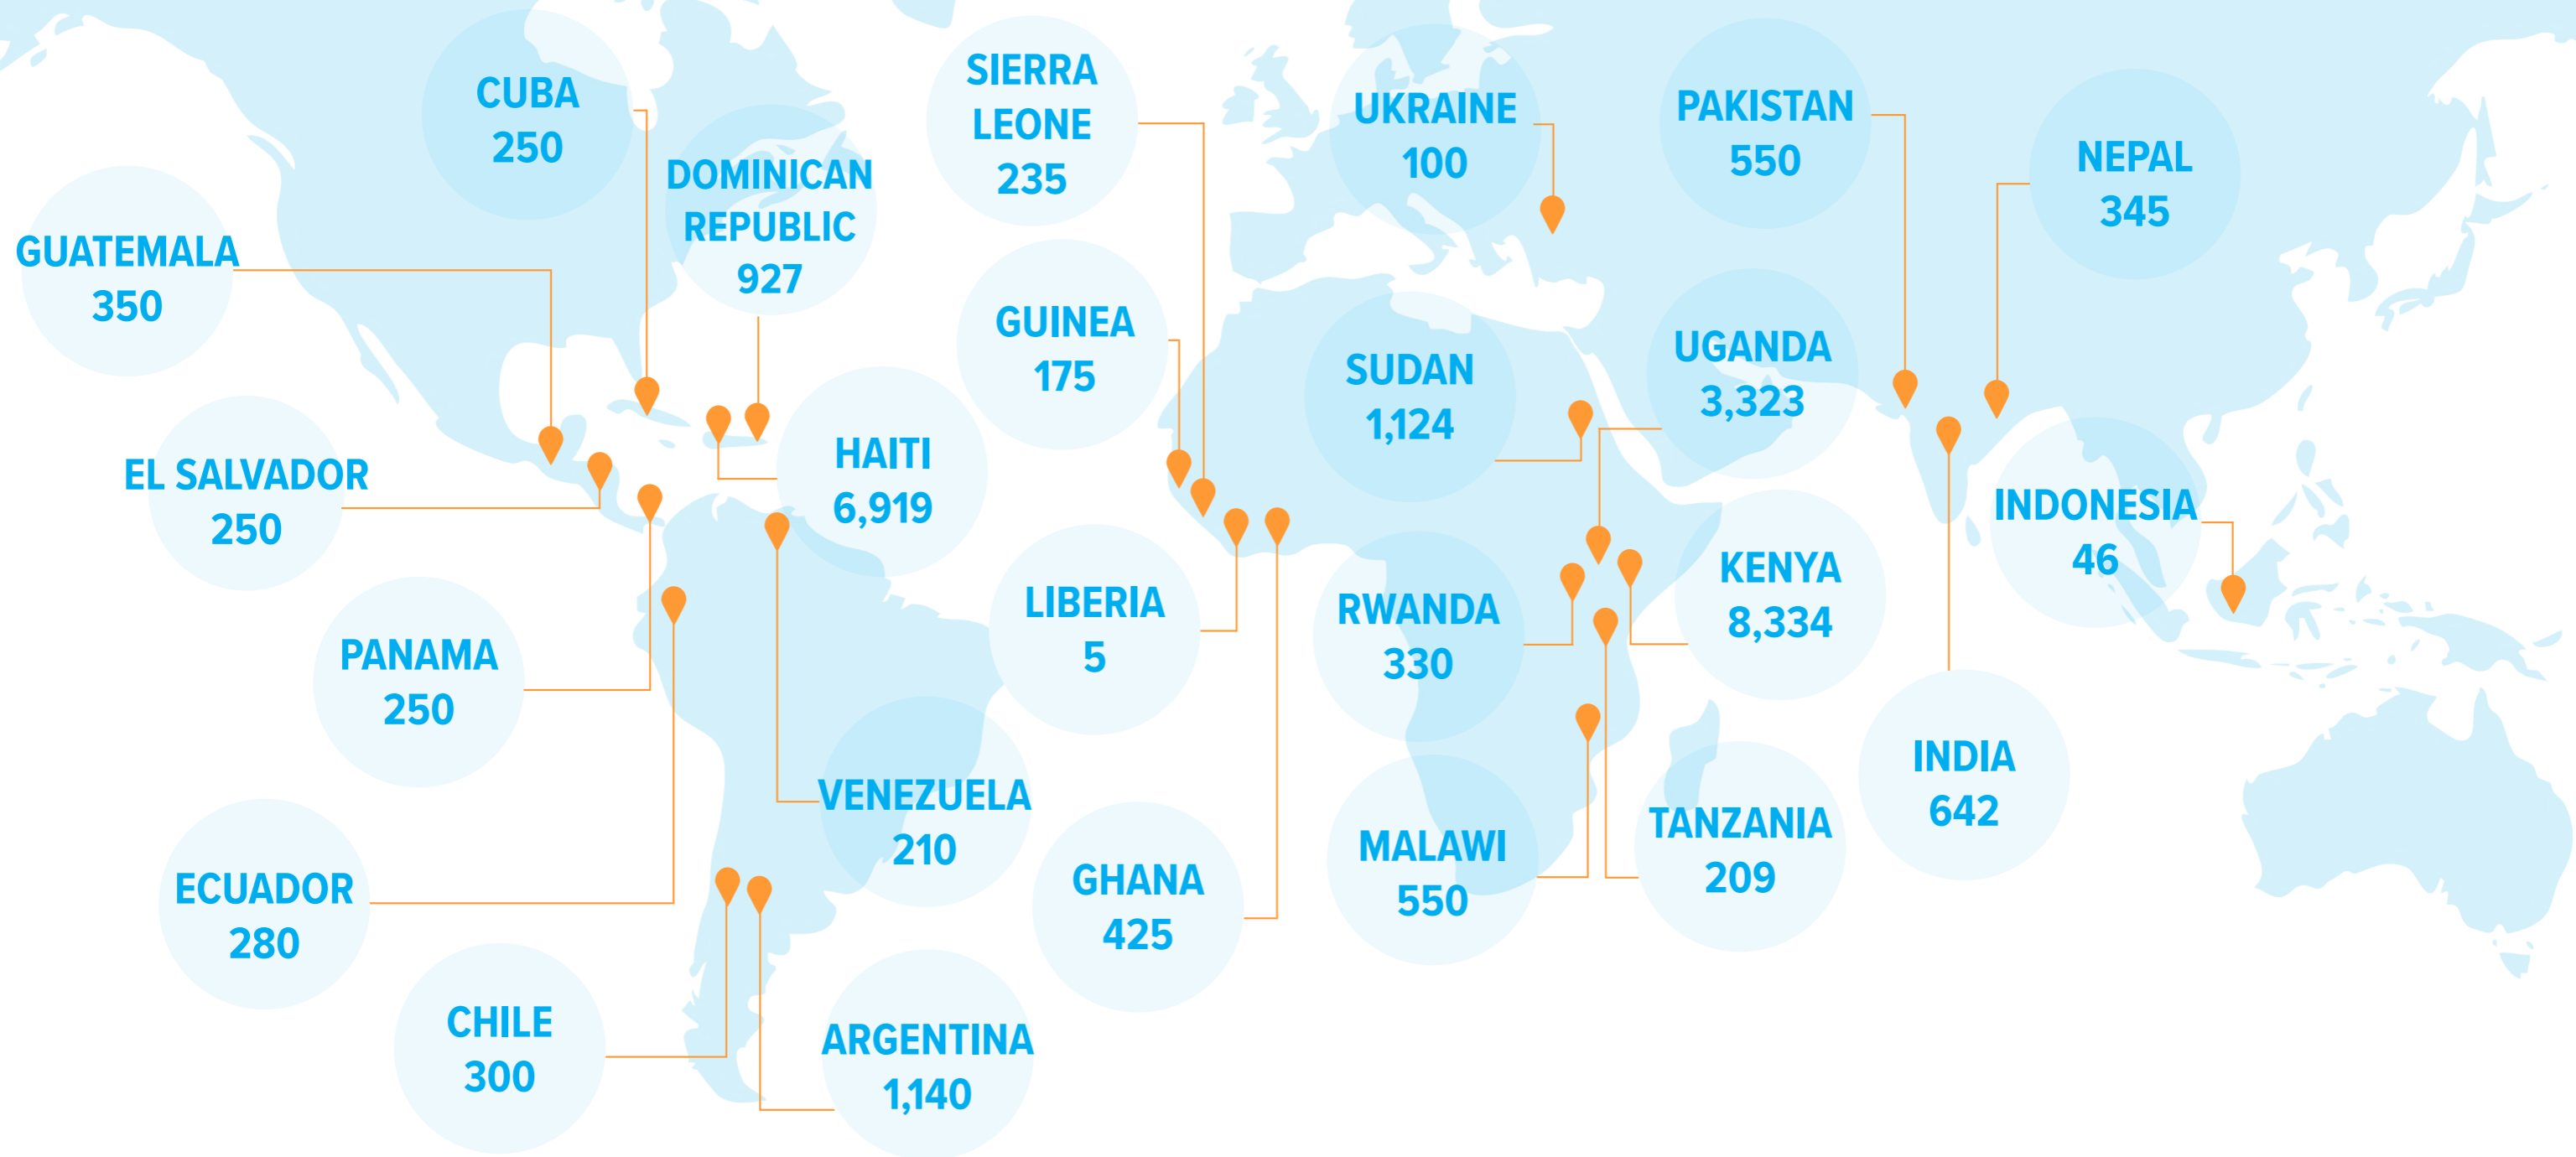 CUBA
250
DOMINICAN
REPUBLIC
927
GUATEMALA
350
EL SALVADOR
250
HAITI
6,919
PANAMA
250
VENEZUELA
210
ECUADOR
280
CHILE
300
ARGENTINA
1,140
SIERRA
LEONE
235
GUINEA
175
LIBERIA
5
GHANA
425
UKRAINE
100
SUDAN
1,124
RWANDA
330
MALAWI
550
PAKISTAN
550
UGANDA
3,323
KENYA
8,334
TANZANIA
209
NEPAL
345
INDONESIA
46
INDIA
642